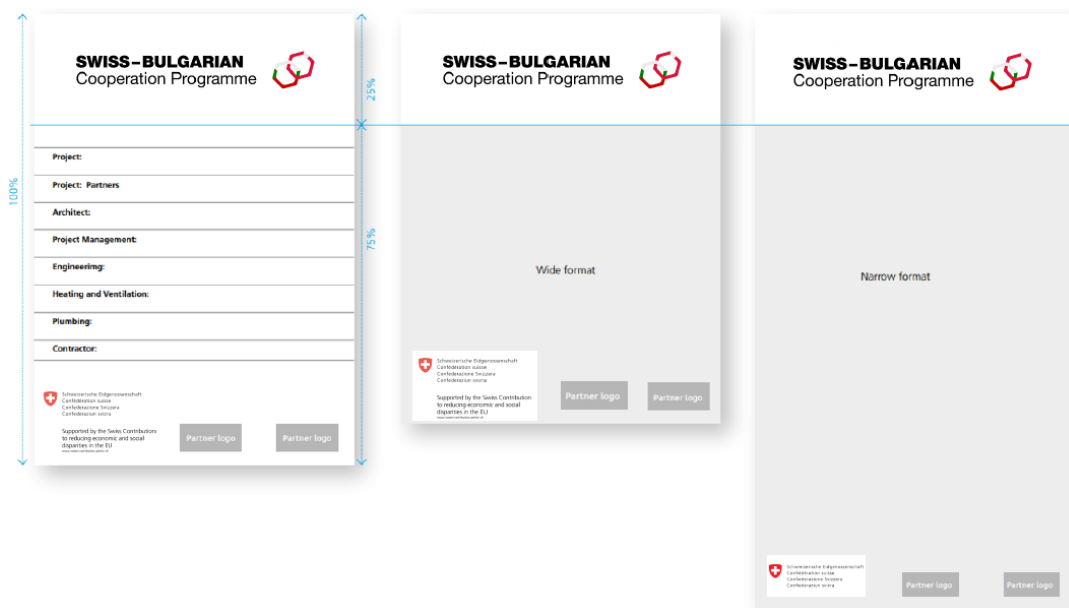 SWISS–BULGARIAN
Cooperation Programme
100%
25%
75%
Project:
Project: Partners
Architect:
Project Management:
Engineerimg:
Heating and Ventilation:
Plumbing:
Contractor:
Schweizerische Eidgenossenschaft
Confédération suisse
Confederazione Svizzera
Confederaziun svizra
Supported by the Swiss Contributions
to reducing economic and social
disparities in the EU
Partner logo
Partner logo
SWISS–BULGARIAN
Cooperation Programme
Wide format
Schweizerische Eidgenossenschaft
Confédération suisse
Confederazione Svizzera
Confederaziun svizra
Supported by the Swiss Contribution
to reducing economic and social
disparities in the EU
Partner logo
Partner logo
SWISS–BULGARIAN
Cooperation Programme
Narrow format
Schweizerische Eidgenossenschaft
Confédération suisse
Confederazione Svizzera
Confederaziun svizra
Partner logo
Partner logo